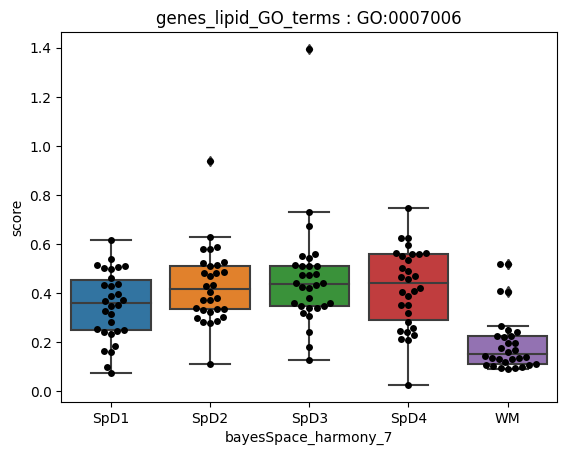 genes_lipid_GO_terms : GO:0007006
1.4
1.2
1.0
0.8
0.6
0.4
0.2
0.0
score
SpD1 SpD2 SpD3 SpD4 WM
bayesSpace_harmony_7